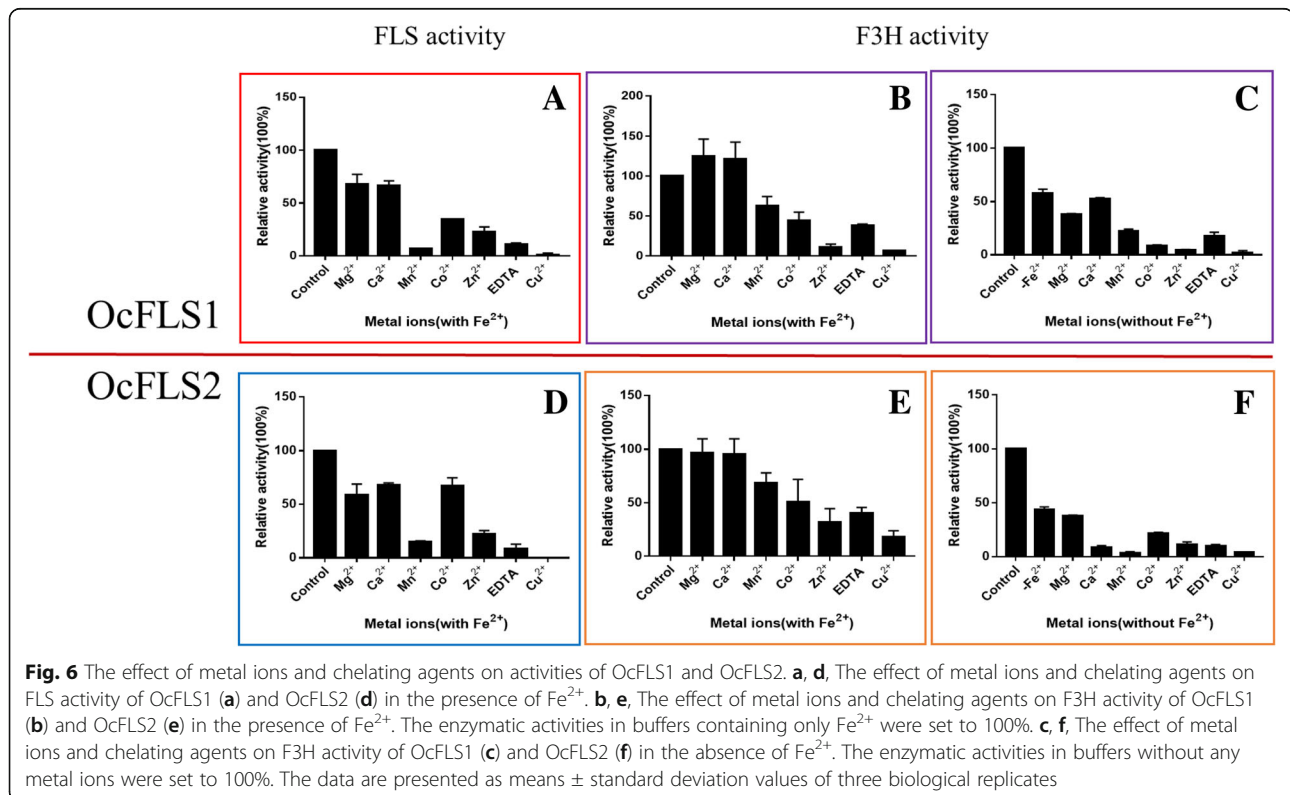 FLS activity
F3H activity
A
150
100
50
0
Relative activity(100%)
Control
Mg²⁺
Ca²⁺
Mn²⁺
Co²⁺
Zn²⁺
EDTA
Cu²⁺
Metal ions(with Fe²⁺)
B
200
150
100
50
0
Relative activity(100%)
Control
Mg²⁺
Ca²⁺
Mn²⁺
Co²⁺
Zn²⁺
EDTA
Cu²⁺
Metal ions(with Fe²⁺)
C
150
100
50
0
Relative activity(100%)
Control
-Fe²⁺
Mg²⁺
Ca²⁺
Mn²⁺
Co²⁺
Zn²⁺
EDTA
Cu²⁺
Metal ions(without Fe²⁺)
OcFLS1
OcFLS2
D
150
100
50
0
Relative activity(100%)
Control
Mg²⁺
Ca²⁺
Mn²⁺
Co²⁺
Zn²⁺
EDTA
Cu²⁺
Metal ions(with Fe²⁺)
E
150
100
50
0
Relative activity(100%)
Control
Mg²⁺
Ca²⁺
Mn²⁺
Co²⁺
Zn²⁺
EDTA
Cu²⁺
Metal ions(with Fe²⁺)
F
150
100
50
0
Relative activity(100%)
Control
-Fe²⁺
Mg²⁺
Ca²⁺
Mn²⁺
Co²⁺
Zn²⁺
EDTA
Cu²⁺
Metal ions(without Fe²⁺)
Fig. 6 The effect of metal ions and chelating agents on activities of OcFLS1 and OcFLS2. a, d, The effect of metal ions and chelating agents on
FLS activity of OcFLS1 (a) and OcFLS2 (d) in the presence of Fe²⁺. b, e, The effect of metal ions and chelating agents on F3H activity of OcFLS1
(b) and OcFLS2 (e) in the presence of Fe²⁺. The enzymatic activities in buffers containing only Fe²⁺ were set to 100%. c, f, The effect of metal
ions and chelating agents on F3H activity of OcFLS1 (c) and OcFLS2 (f) in the absence of Fe²⁺. The enzymatic activities in buffers without any
metal ions were set to 100%. The data are presented as means ± standard deviation values of three biological replicates